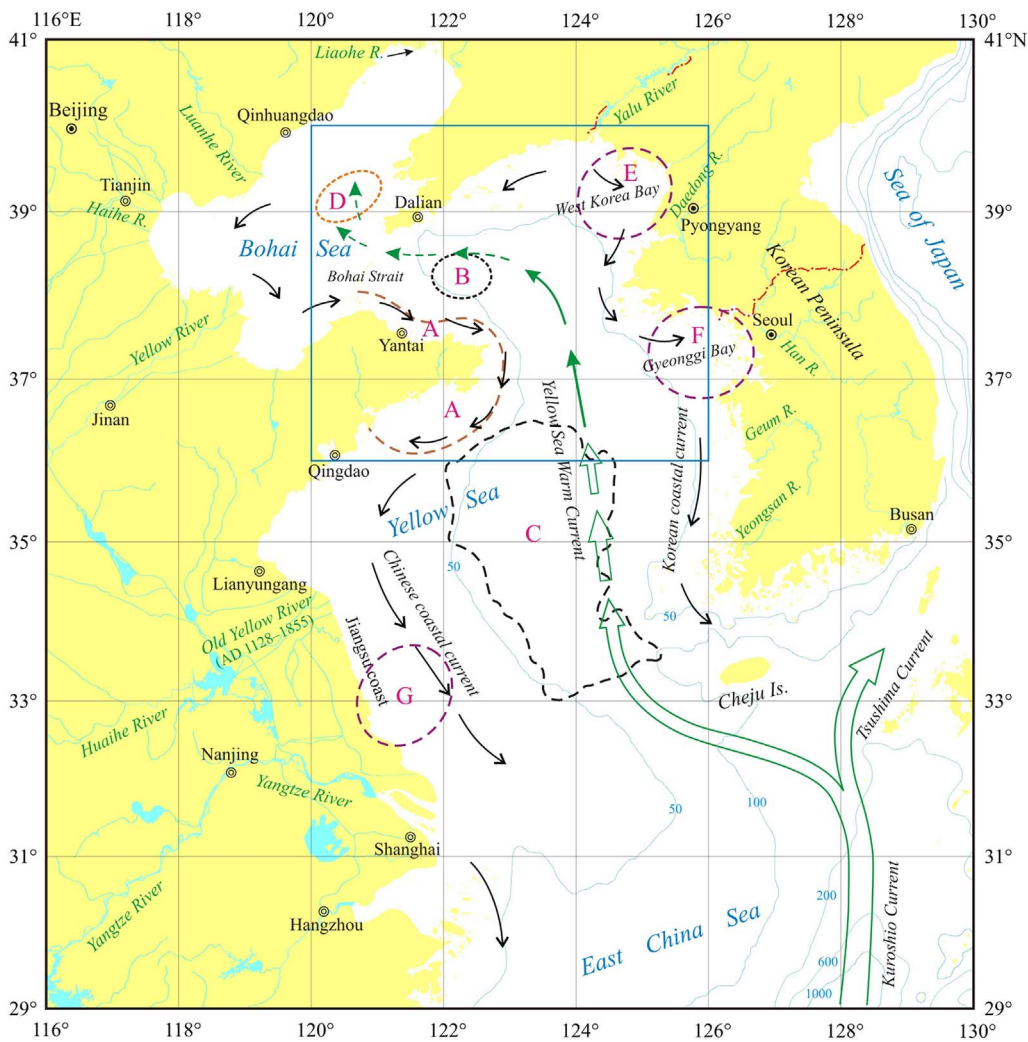 116°E
118°
120°
122°
124°
126°
128°
130°
41°
41°N
Liaohe R.
Beijing
Qinhuangdao
Luanhe River
Yalu River
Tianjin
Haihe R.
D
Dalian
E
West Korea Bay
Daedong R.
Pyongyang
Sea of Japan
39°
39°
Bohai Sea
Bohai Strait
B
Korean Peninsula
Yellow River
A
Yantai
F
Gyeonggi Bay
Seoul
Han R.
37°
37°
Jinan
A
Yellow Sea Warm Current
Korean coastal current
Geum R.
Qingdao
Yellow Sea
C
Yeongsan R.
Busan
35°
35°
50
Lianyungang
Chinese coastal current
50
Old Yellow River
(AD 1128–1855)
Jiangsu coast
G
Cheju Is.
Tsushima Current
33°
33°
Huaihe River
Nanjing
Yangtze River
50
100
Shanghai
31°
31°
Yangtze River
Hangzhou
200
Kuroshio Current
East China Sea
600
1000
29°
29°
116°
118°
120°
122°
124°
126°
128°
130°